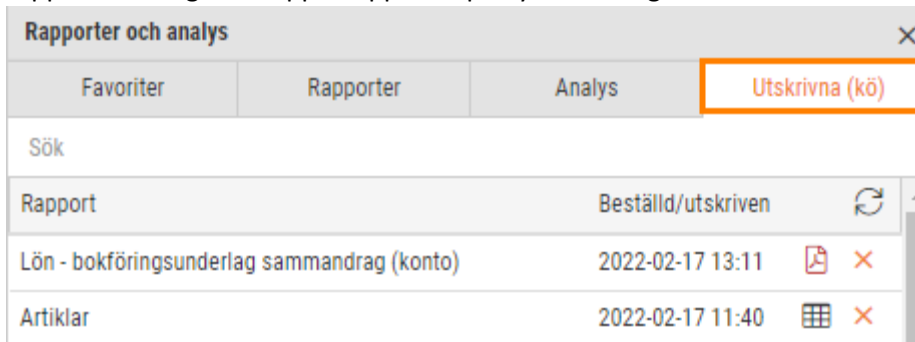 Rapporter och analys
Favoriter Rapporter Analys Utskrivna (kö)
Sök
Rapport Beställd/utskriven
Lön - bokföringsunderlag sammandrag (konto) 2022-02-17 13:11
Artiklar 2022-02-17 11:40